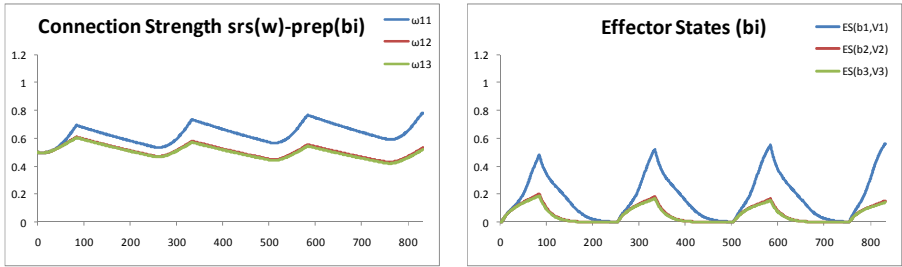 Connection Strength srs(w)-prep(bi)
ω11
ω12
ω13
1.2
1
0.8
0.6
0.4
0.2
0
0 100 200 300 400 500 600 700 800
Effector States (bi)
ES(b1,V1)
ES(b2,V2)
ES(b3,V3)
1.2
1
0.8
0.6
0.4
0.2
0
0 100 200 300 400 500 600 700 800